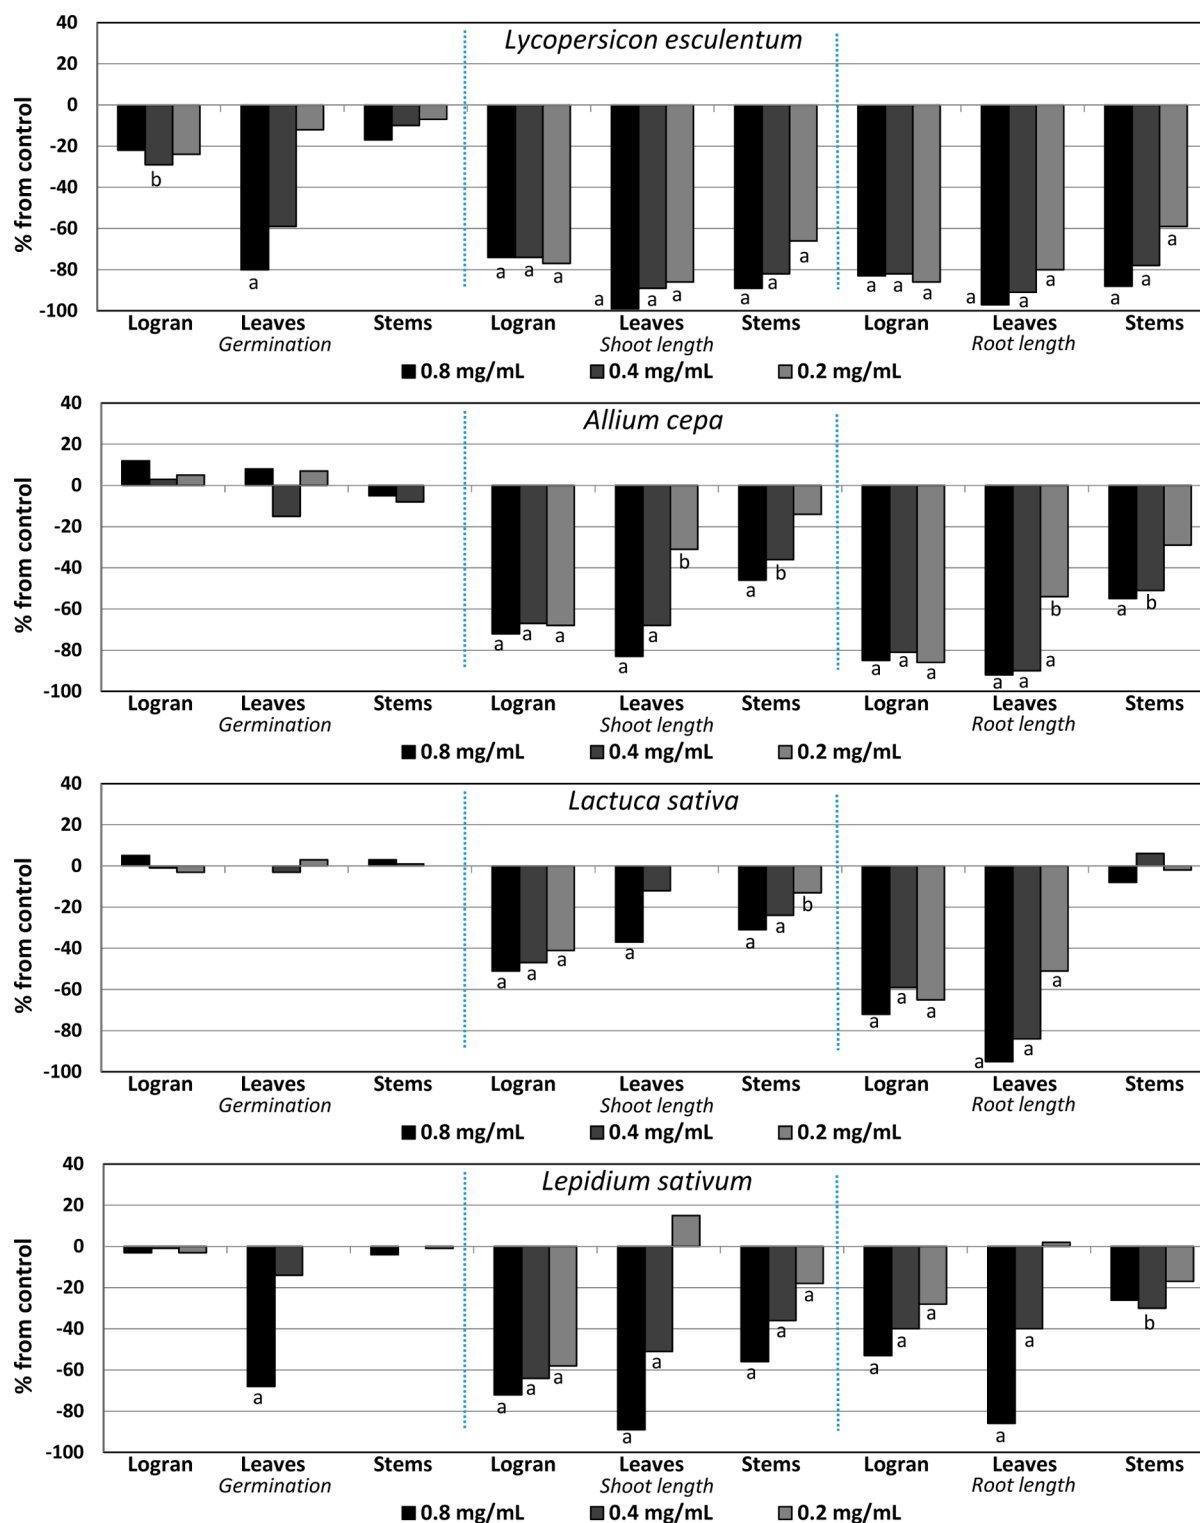 Lycopersicon esculentum
% from control
40
20
0
-20
-40
-60
-80
-100
b
a
a a a
a a a
a a a
a a a
a a a
a a a
Logran Leaves Stems Logran Leaves Stems Logran Leaves Stems
Germination Shoot length Root length
0.8 mg/mL 0.4 mg/mL 0.2 mg/mL
Allium cepa
% from control
40
20
0
-20
-40
-60
-80
-100
a a a
a a b
a b
a a a
a a a b
a b
Logran Leaves Stems Logran Leaves Stems Logran Leaves Stems
Germination Shoot length Root length
0.8 mg/mL 0.4 mg/mL 0.2 mg/mL
Lactuca sativa
% from control
40
20
0
-20
-40
-60
-80
-100
a a a
a
a a b
a a a
a a a
Logran Leaves Stems Logran Leaves Stems Logran Leaves Stems
Germination Shoot length Root length
0.8 mg/mL 0.4 mg/mL 0.2 mg/mL
Lepidium sativum
% from control
40
20
0
-20
-40
-60
-80
-100
a
a a a
a a
a a a
a a a
a a
b
Logran Leaves Stems Logran Leaves Stems Logran Leaves Stems
Germination Shoot length Root length
0.8 mg/mL 0.4 mg/mL 0.2 mg/mL